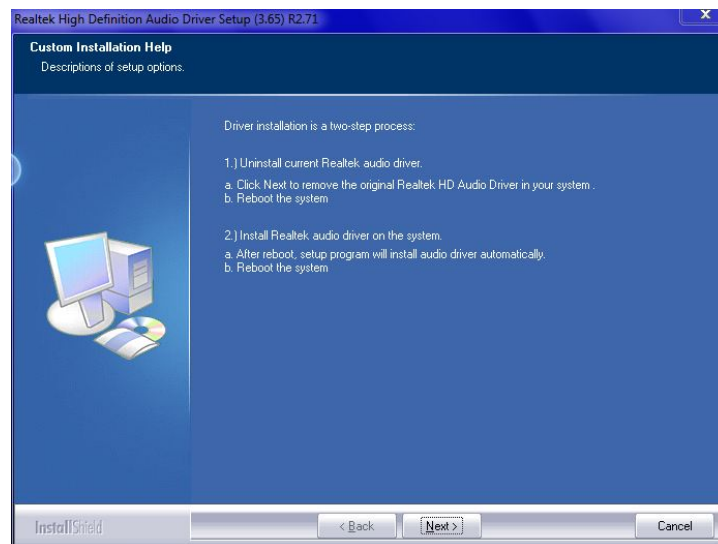 Realtek High Definition Audio Driver Setup (3.65) R2.71
Custom Installation Help
Descriptions of setup options.
Driver installation is a two-step process:
1.) Uninstall current Realtek audio driver.
a. Click Next to remove the original Realtek HD Audio Driver in your system .
b. Reboot the system
2.) Install Realtek audio driver on the system.
a. After reboot, setup program will install audio driver automatically.
b. Reboot the system
InstallShield
< Back
Next >
Cancel